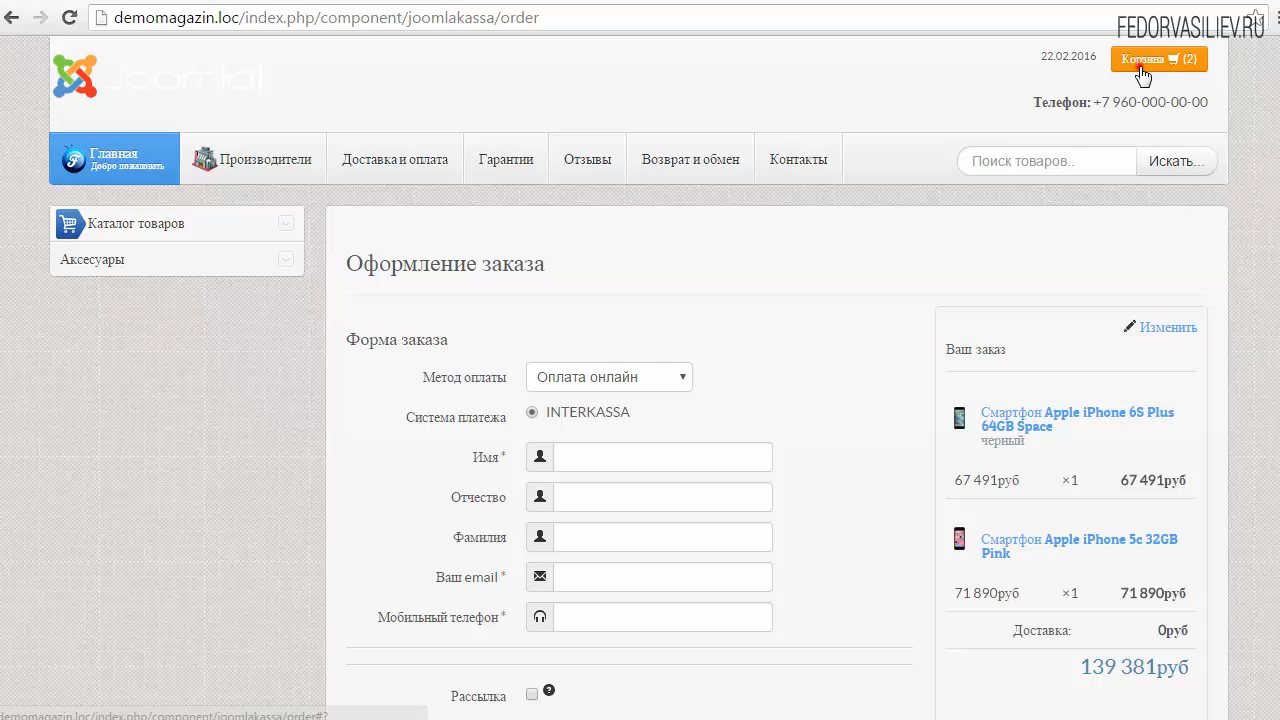 demomagazin.loc/index.php/component/joomlakassa/order
FEDORVASILIEV.RU
Joomla!
22.02.2016
Корзина (2)
Телефон: +7 960-000-00-00
Главная
Добро пожаловать
Производители
Доставка и оплата
Гарантии
Отзывы
Возврат и обмен
Контакты
Поиск товаров..
Искать...
Каталог товаров
Аксесуары
Оформление заказа
Форма заказа
Метод оплаты
Оплата онлайн
Система платежа
INTERKASSA
Имя *
Отчество
Фамилия
Ваш email *
Мобильный телефон *
Рассылка
Изменить
Ваш заказ
Смартфон Apple iPhone 6S Plus
64GB Space
черный
67 491руб ×1 67 491руб
Смартфон Apple iPhone 5c 32GB
Pink
71 890руб ×1 71 890руб
Доставка: 0руб
139 381руб
demomagazin.loc/index.php/component/joomlakassa/order#?